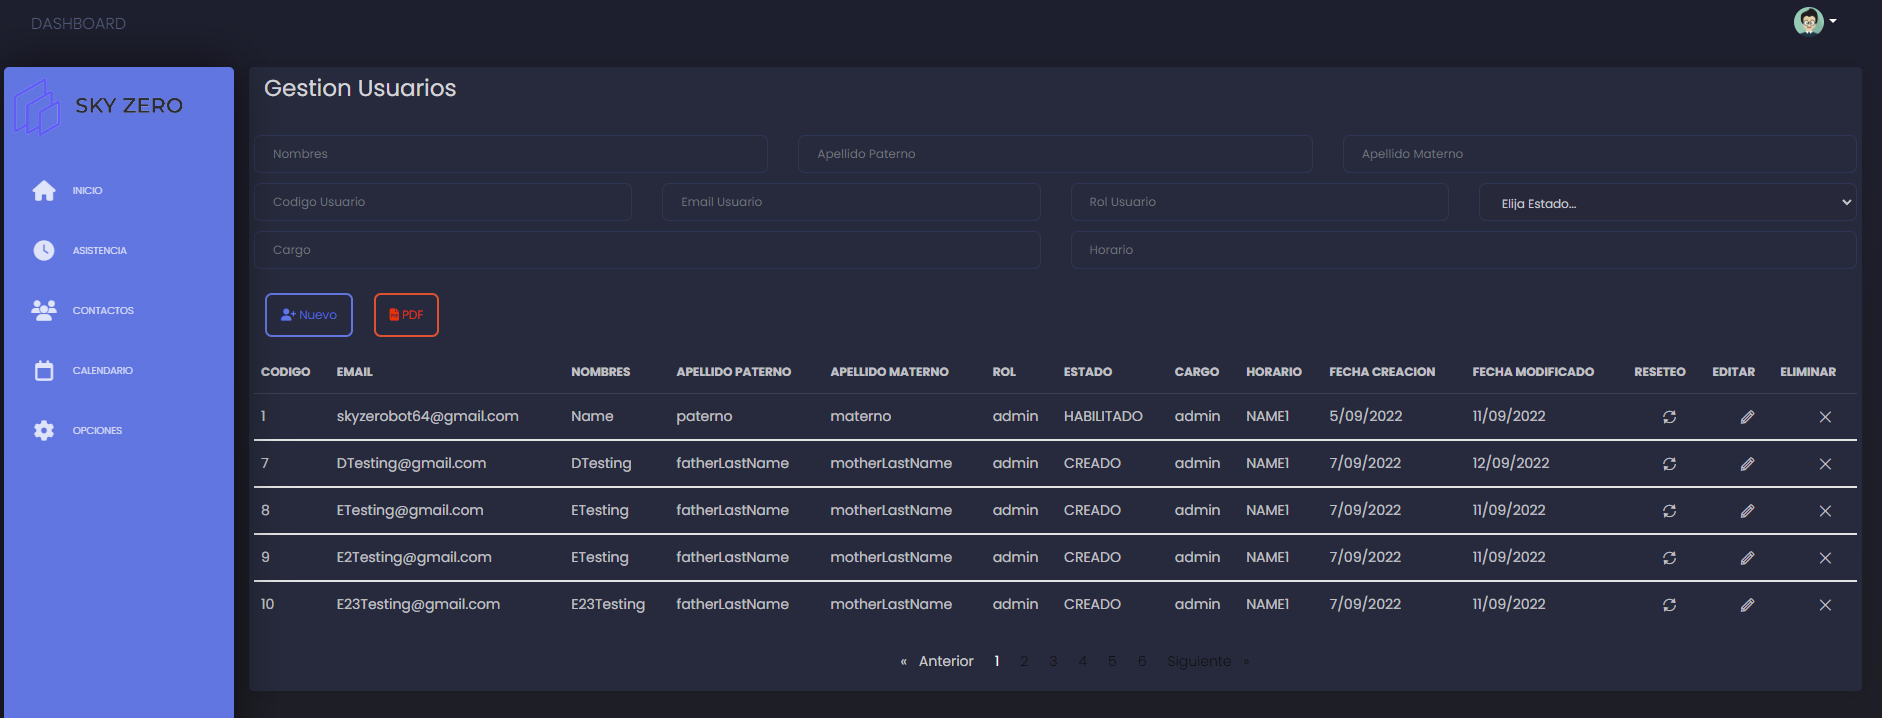 DASHBOARD
SKY ZERO
INICIO
ASISTENCIA
CONTACTOS
CALENDARIO
OPCIONES
Gestion Usuarios
Nombres Apellido Paterno Apellido Materno
Codigo Usuario Email Usuario Rol Usuario Elija Estado...
Cargo Horario
Nuevo PDF
CODIGO EMAIL NOMBRES APELLIDO PATERNO APELLIDO MATERNO ROL ESTADO CARGO HORARIO FECHA CREACION FECHA MODIFICADO RESETEO EDITAR ELIMINAR
1 skyzerobot64@gmail.com Name paterno materno admin HABILITADO admin NAME1 5/09/2022 11/09/2022
7 DTesting@gmail.com DTesting fatherLastName motherLastName admin CREADO admin NAME1 7/09/2022 12/09/2022
8 ETesting@gmail.com ETesting fatherLastName motherLastName admin CREADO admin NAME1 7/09/2022 11/09/2022
9 E2Testing@gmail.com ETesting fatherLastName motherLastName admin CREADO admin NAME1 7/09/2022 11/09/2022
10 E23Testing@gmail.com E23Testing fatherLastName motherLastName admin CREADO admin NAME1 7/09/2022 11/09/2022
« Anterior 1 2 3 4 5 6 Siguiente »